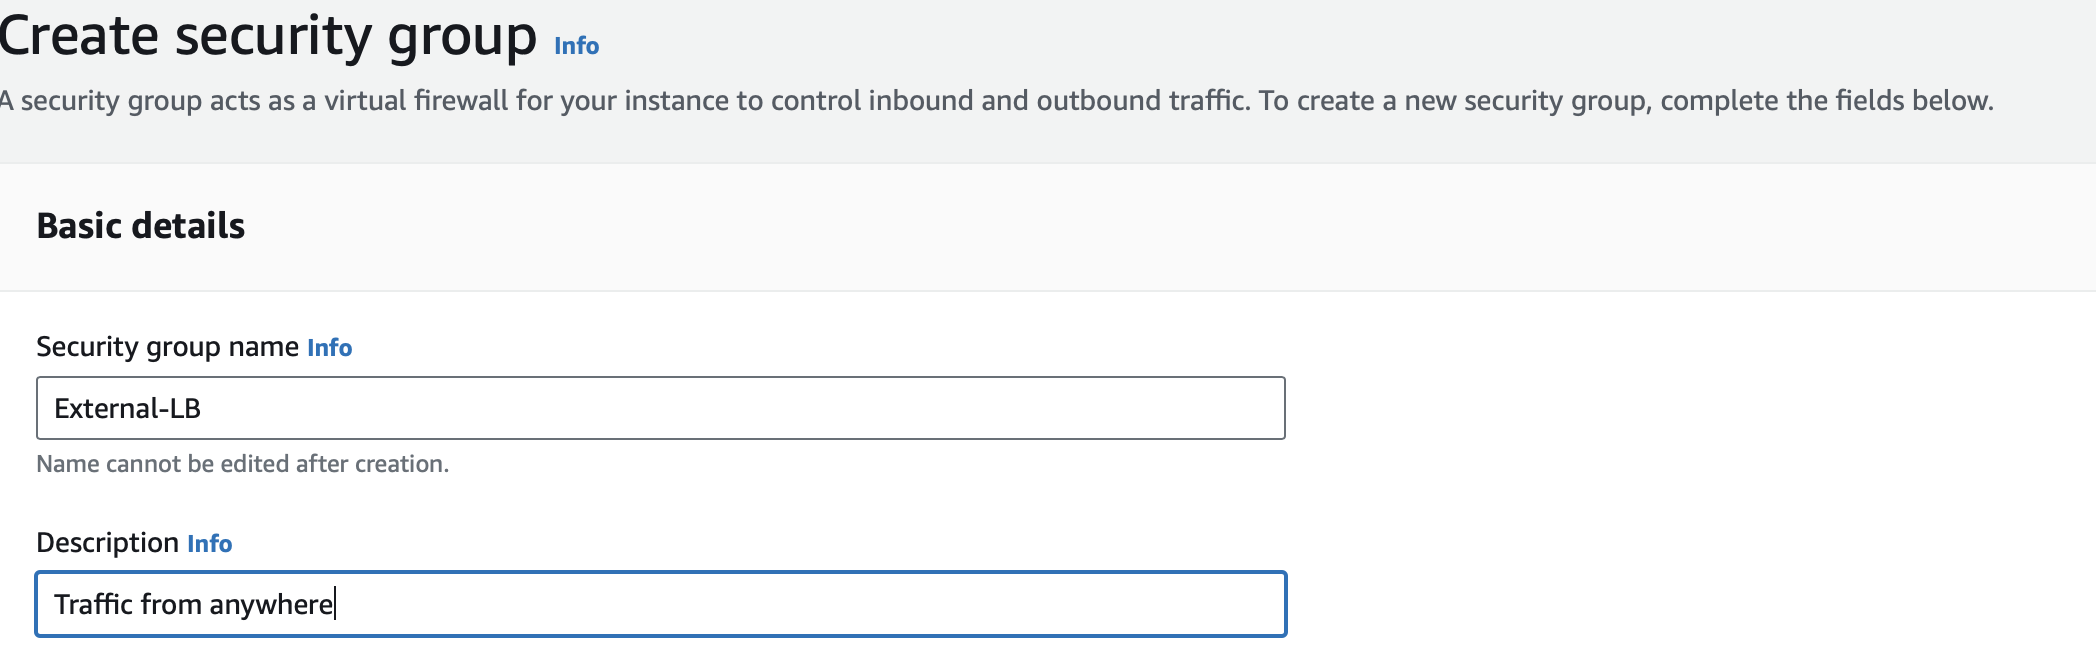 Create security group Info
A security group acts as a virtual firewall for your instance to control inbound and outbound traffic. To create a new security group, complete the fields below.
Basic details
Security group name Info
External-LB
Name cannot be edited after creation.
Description Info
Traffic from anywhere